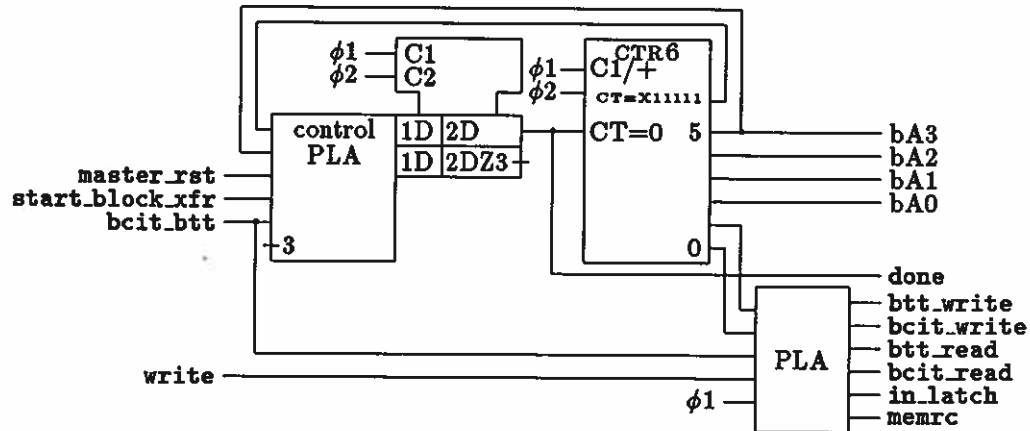 CTR6
ϕ1 C1
ϕ2 C2
ϕ1 C1/+
ϕ2 CT=X11111
control 1D 2D
PLA 1D 2DZ3
CT=0 5
bA3
bA2
bA1
bA0
master_rst
start_block_xfr
bcit_btt
3
0
done
btt_write
bcit_write
btt_read
bcit_read
in_latch
memrc
write
PLA
ϕ1